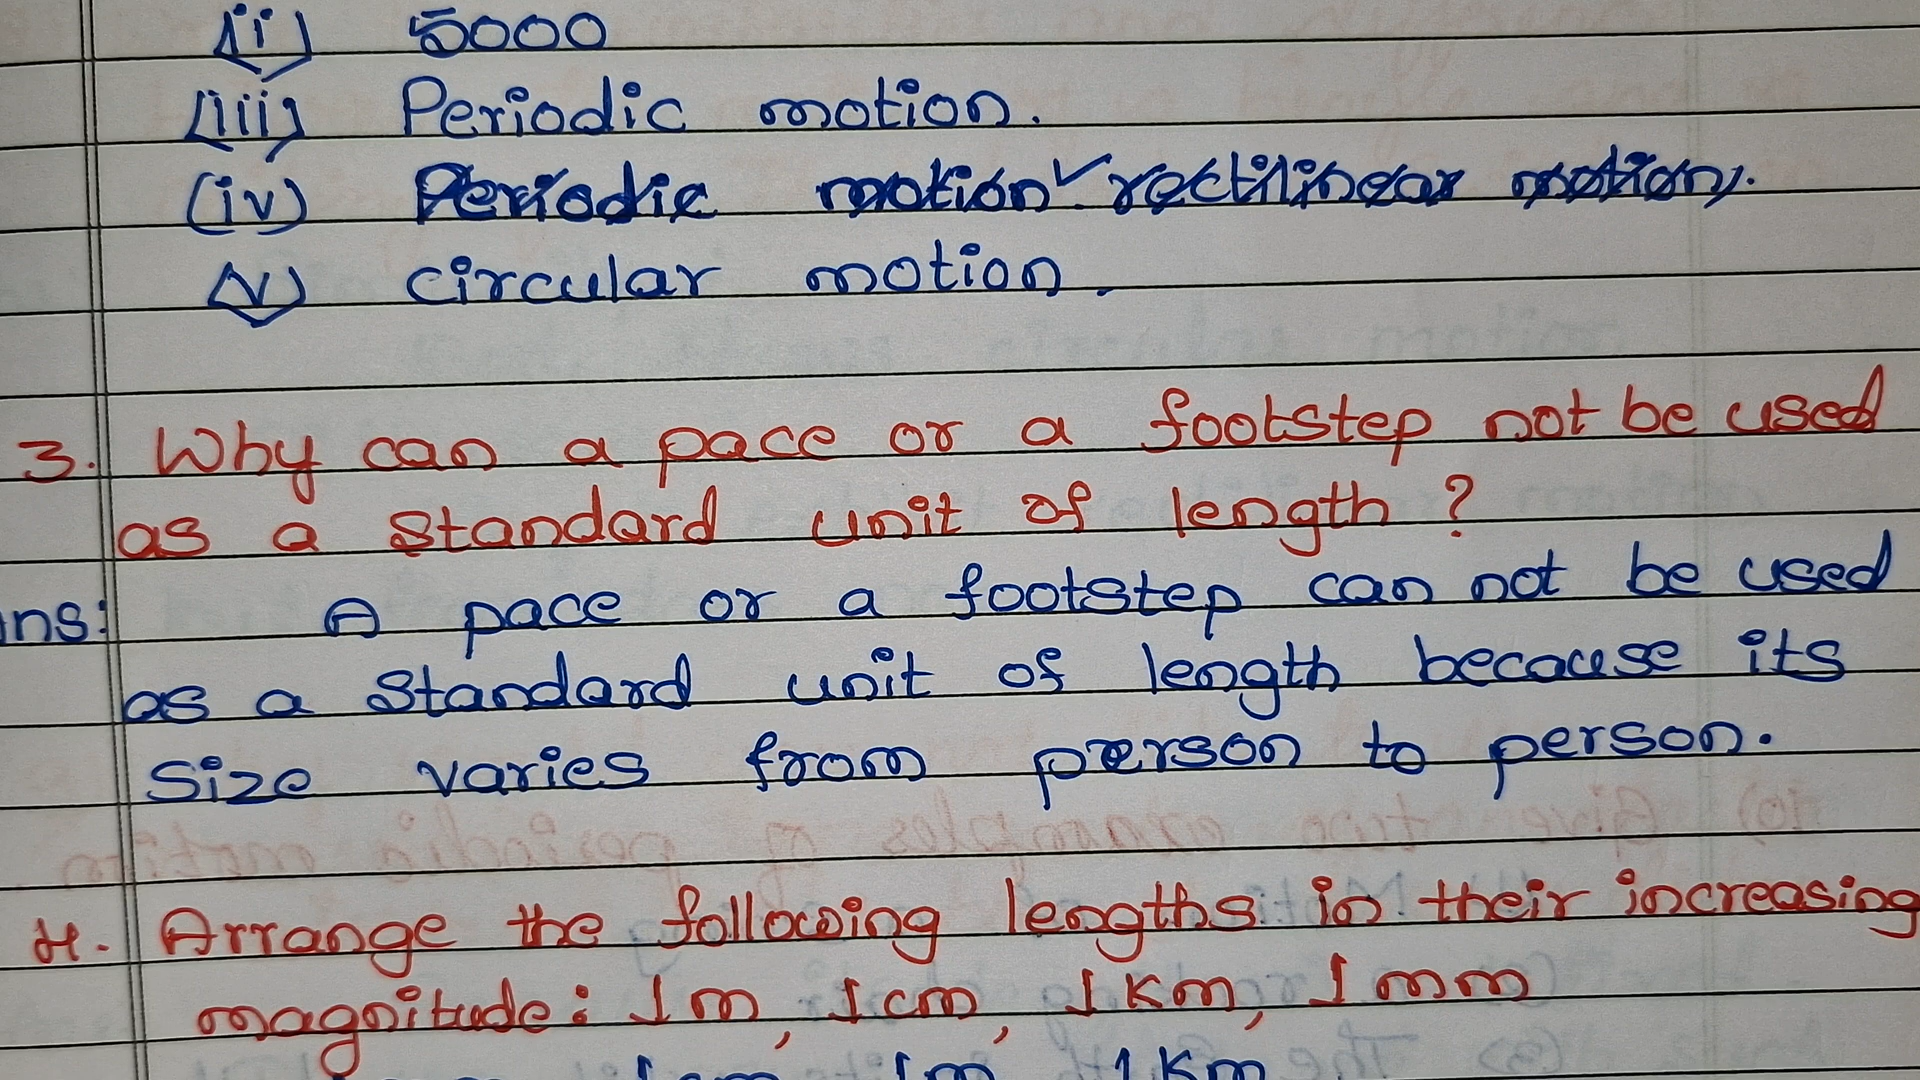 (ii) 5000
(iii) Periodic motion.
(iv) Periodic motion rectilinear motion.
(v) circular motion.
3. Why can a pace or a footstep not be used
as a standard unit of length ?
ns: A pace or a footstep can not be used
as a standard unit of length because its
size varies from person to person.
4. Arrange the following lengths in their increasing
magnitude: 1m, 1cm, 1Km, 1mm
1cm 1m 1Km